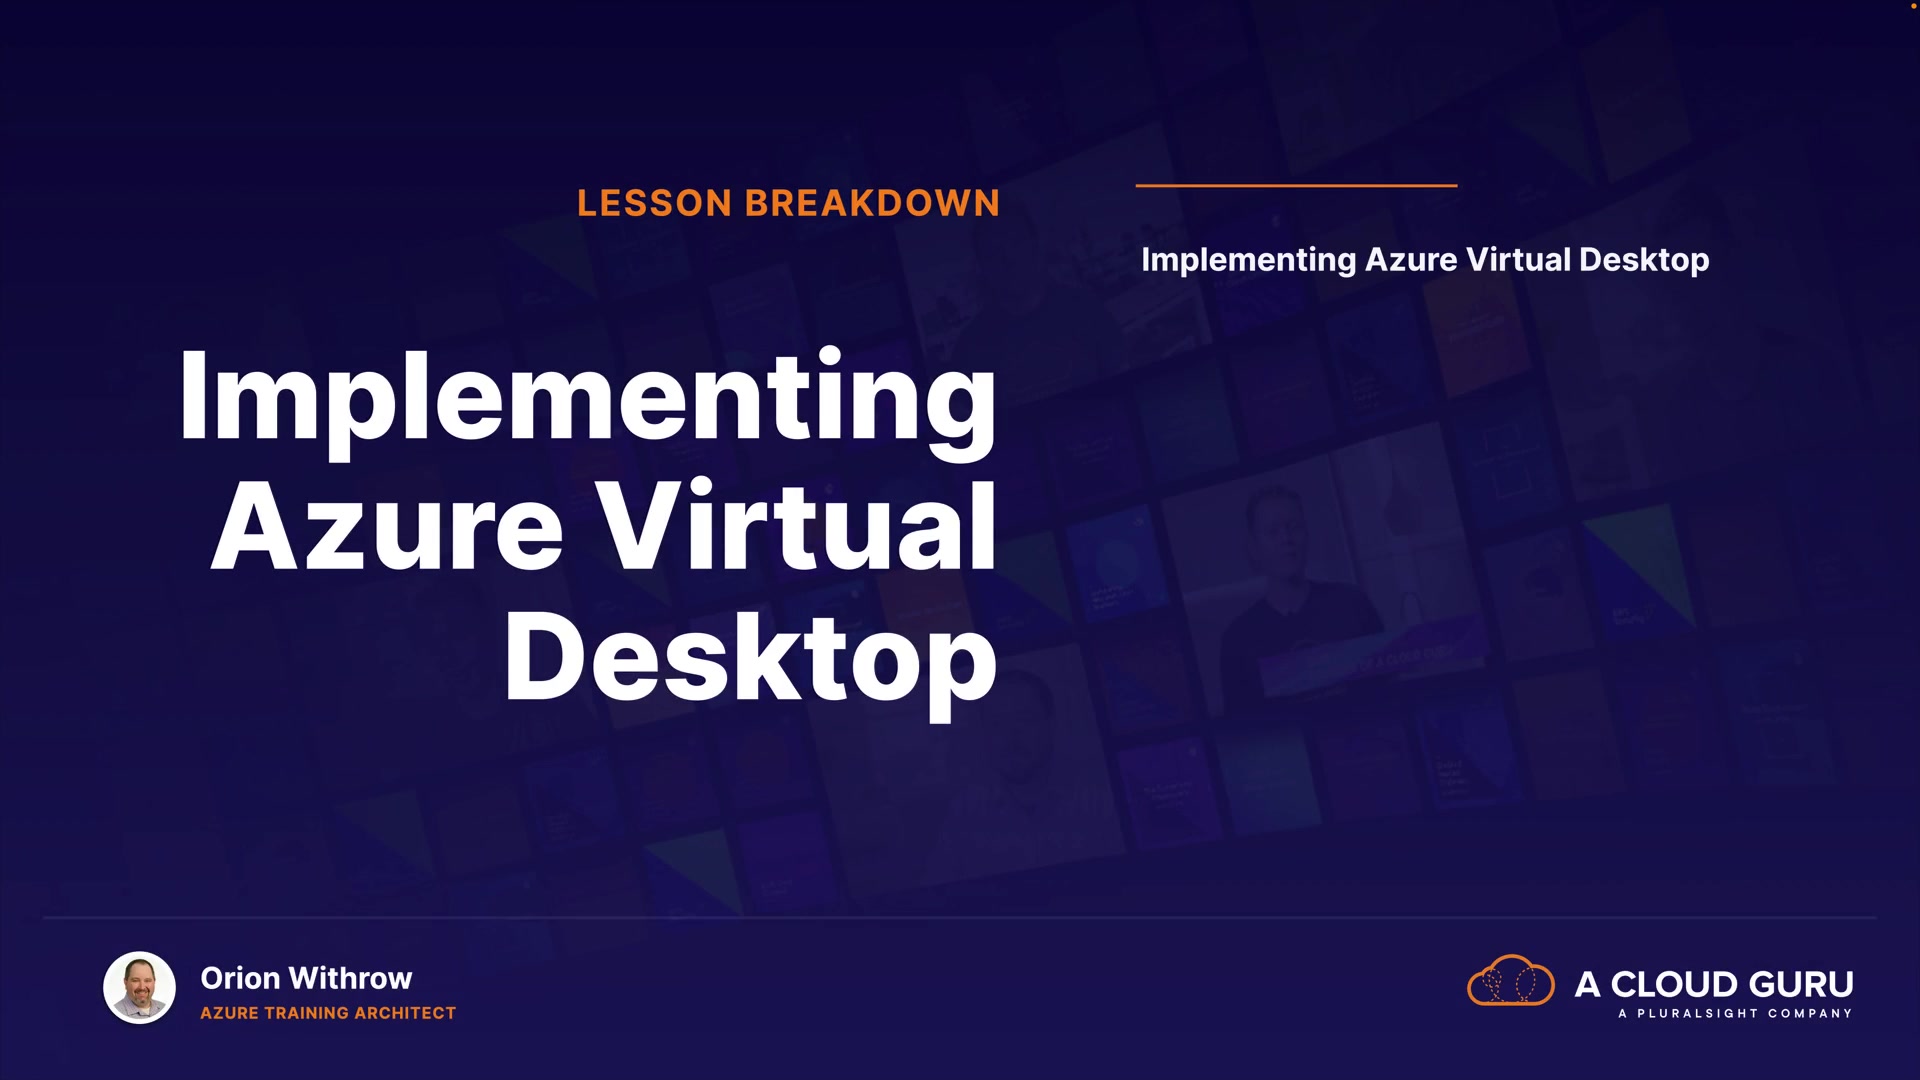 LESSON BREAKDOWN
Implementing
Azure Virtual
Desktop
Implementing Azure Virtual Desktop
Orion Withrow
AZURE TRAINING ARCHITECT
A CLOUD GURU
A PLURALSIGHT COMPANY